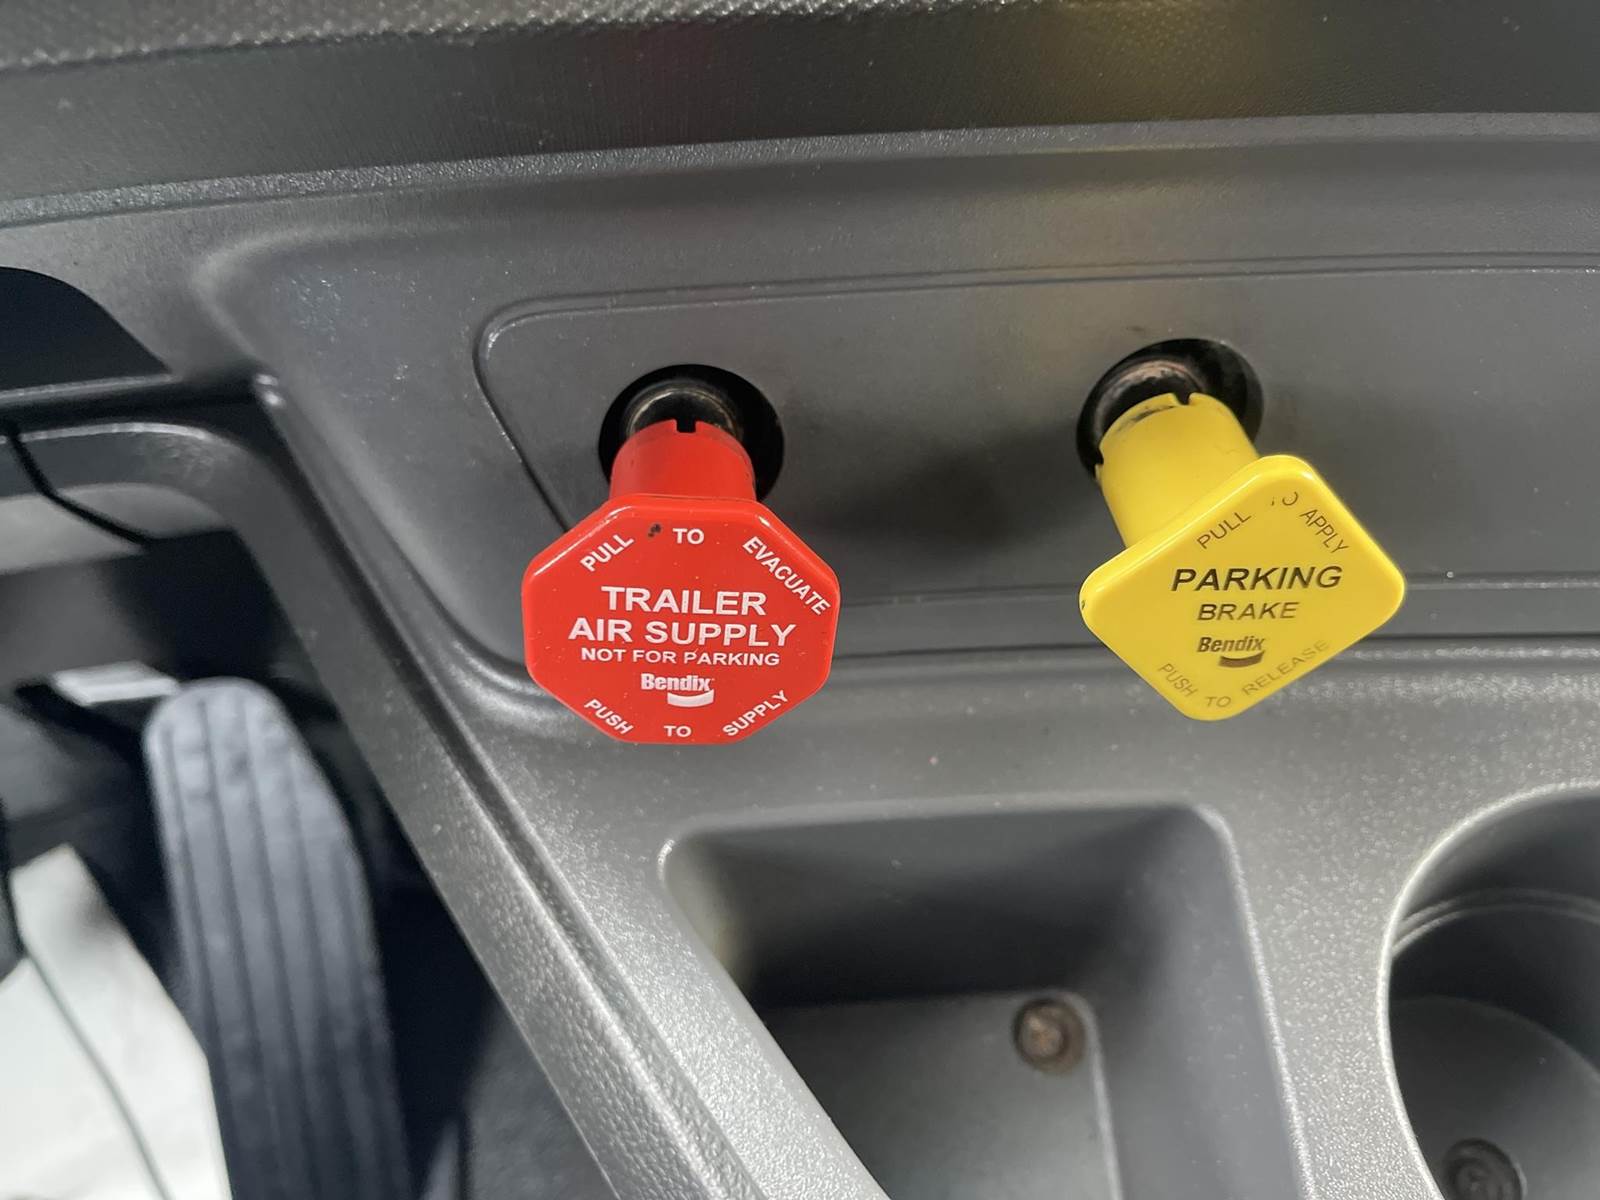 PULL TO EVACUATE
TRAILER
AIR SUPPLY
NOT FOR PARKING
Bendix
PUSH TO SUPPLY
PULL TO APPLY
PARKING
BRAKE
Bendix
PUSH TO RELEASE